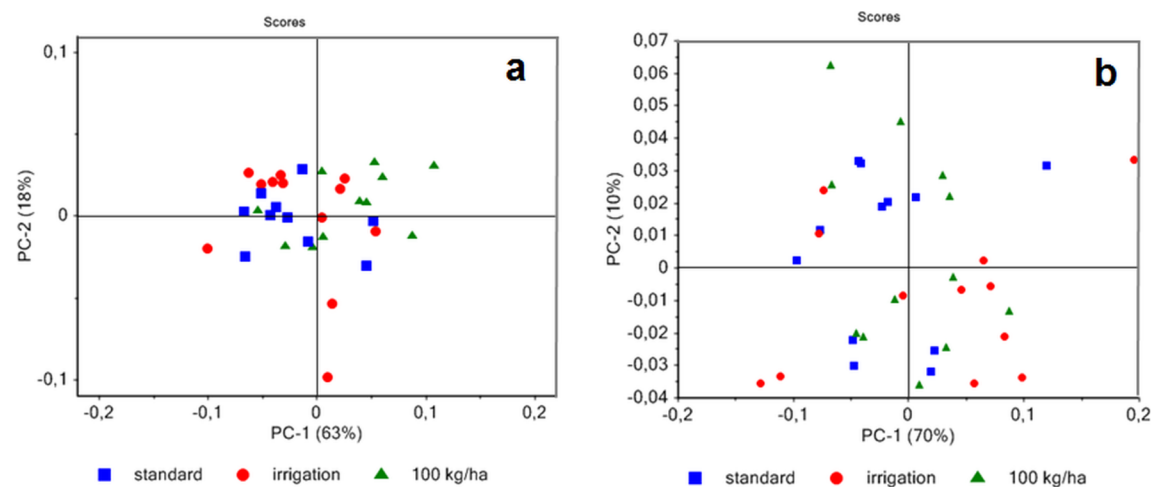 Scores
a
0,1
0
-0,1
PC-2 (18%)
-0,2
-0,1
0
0,1
0,2
PC-1 (63%)
standard
irrigation
100 kg/ha
Scores
b
0,07
0,06
0,05
0,04
0,03
0,02
0,01
0
-0,01
-0,02
-0,03
-0,04
PC-2 (10%)
-0,2
-0,1
0
0,1
0,2
PC-1 (70%)
standard
irrigation
100 kg/ha